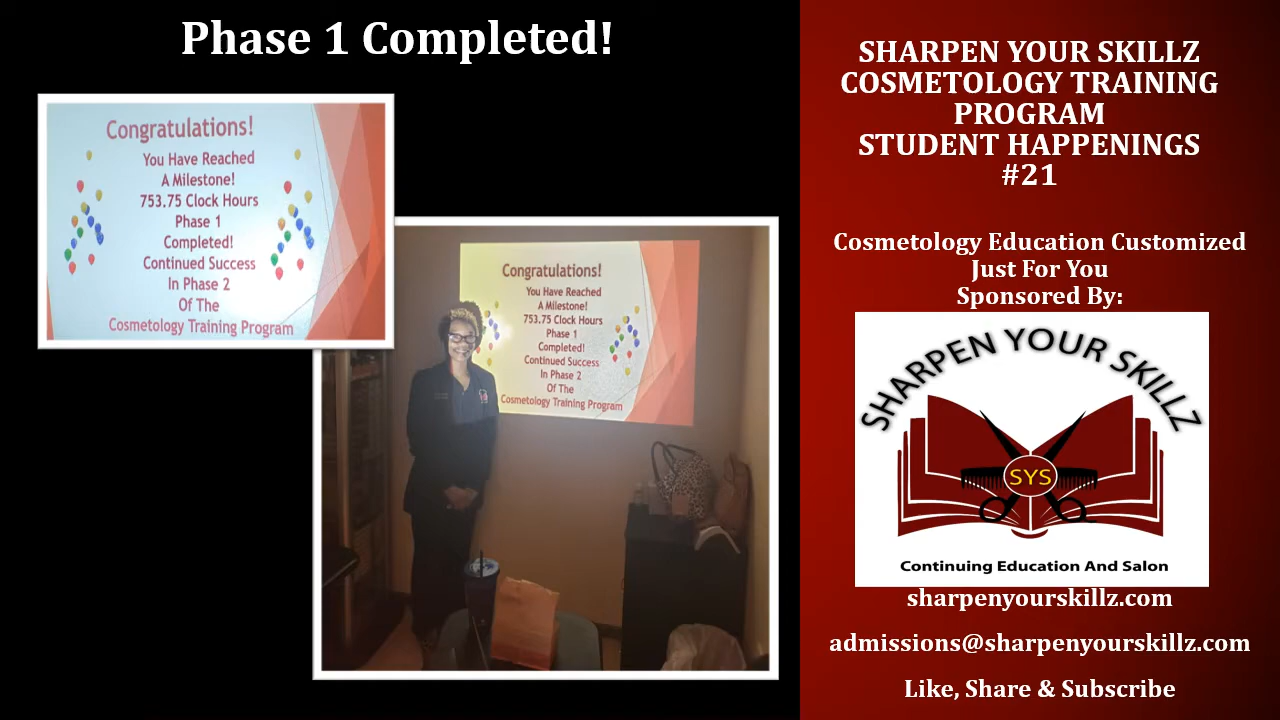 Phase 1 Completed!
Congratulations!
You Have Reached
A Milestone!
753.75 Clock Hours
Phase 1
Completed!
Continued Success
In Phase 2
Of The
Cosmetology Training Program
Congratulations!
You Have Reached
A Milestone!
753.75 Clock Hours
Phase 1
Completed!
Continued Success
In Phase 2
Of The
Cosmetology Training Program
SHARPEN YOUR SKILLZ
COSMETOLOGY TRAINING
PROGRAM
STUDENT HAPPENINGS
#21
Cosmetology Education Customized
Just For You
Sponsored By:
SHARPEN YOUR SKILLZ
SYS
Continuing Education And Salon
sharpenyourskillz.com
admissions@sharpenyourskillz.com
Like, Share & Subscribe